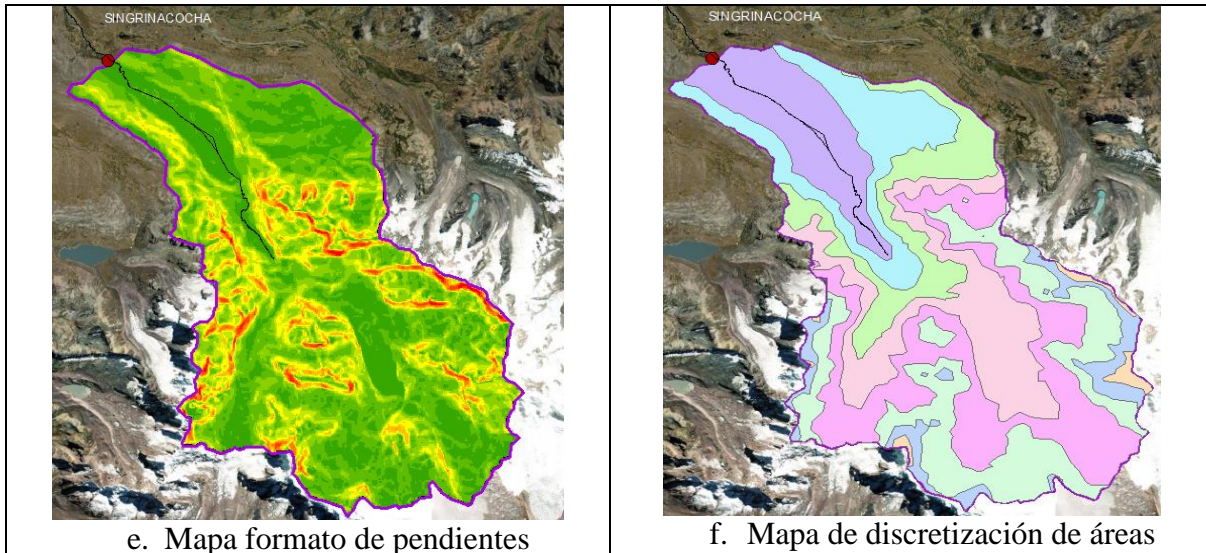 SINGRINACOCHA
SINGRINACOCHA
e. Mapa formato de pendientes
f. Mapa de discretización de áreas